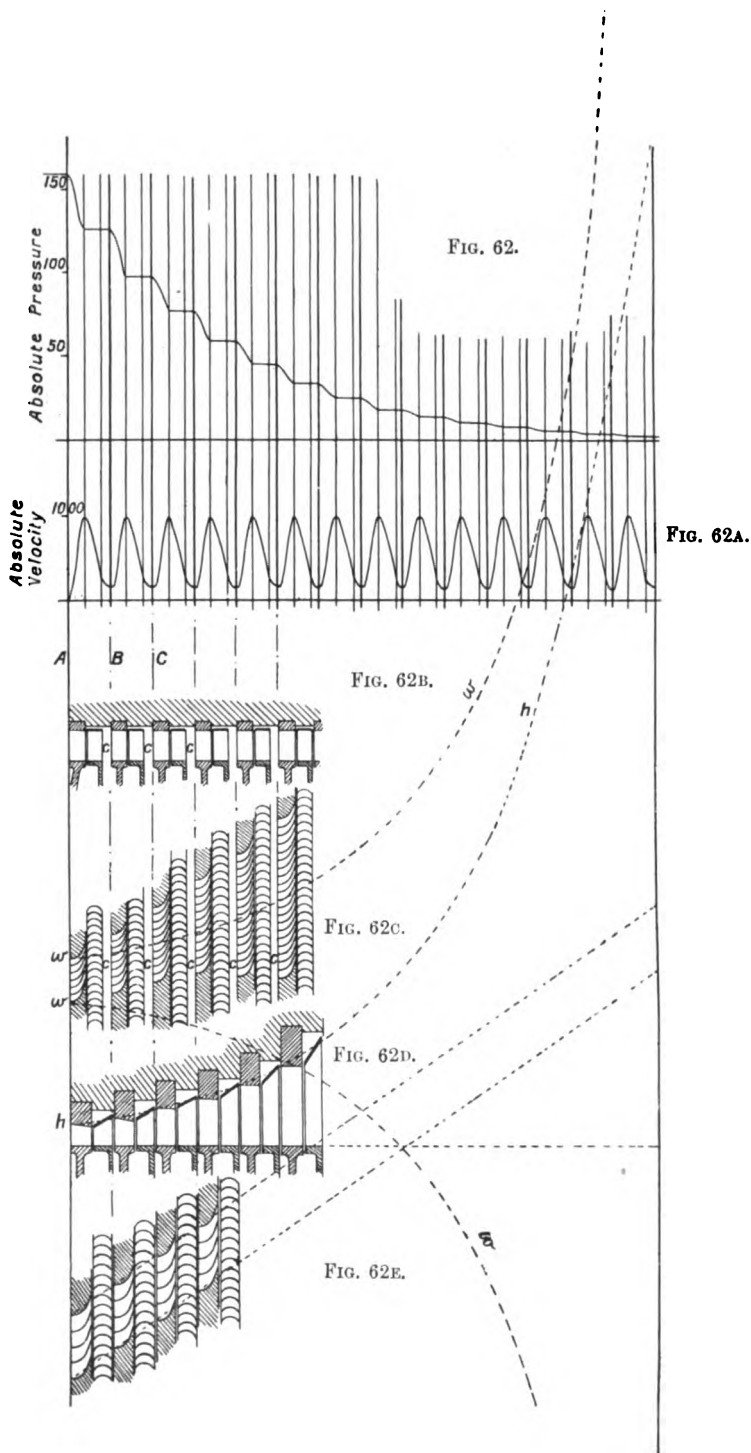 150
100
50
Absolute Pressure
FIG. 62.
1000
Absolute
Velocity
FIG. 62A.
A B C
FIG. 62B.
w
h
c c c
FIG. 62C.
w
c c c c c
w
FIG. 62D.
h
FIG. 62E.